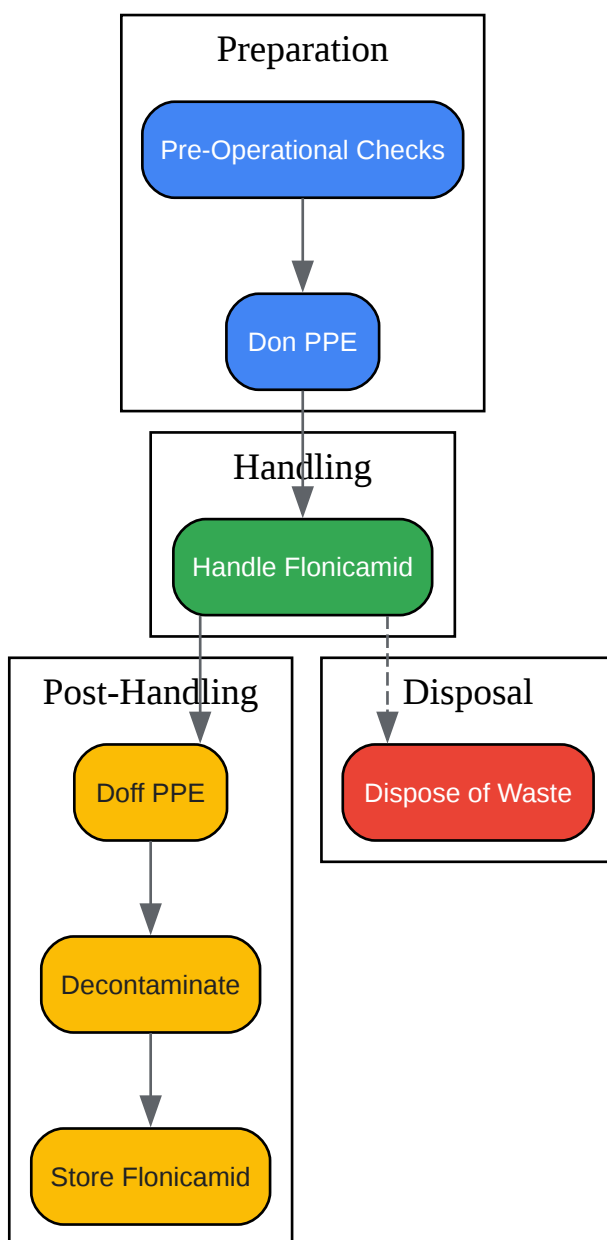 Preparation
Pre-Operational Checks
Don PPE
Handling
Handle Flonicamid
Post-Handling
Disposal
Doff PPE
Dispose of Waste
Decontaminate
Store Flonicamid